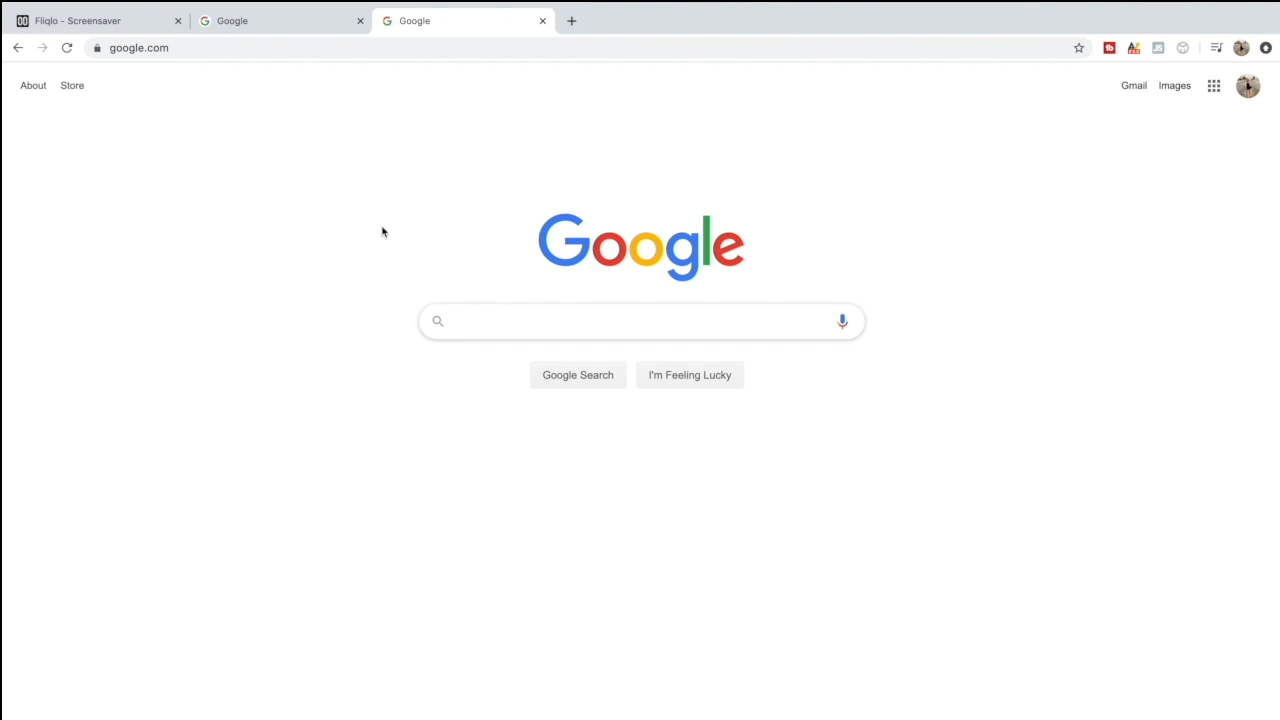 Fliqlo - Screensaver
Google
Google
google.com
About Store
Gmail Images
Google
Google Search
I'm Feeling Lucky